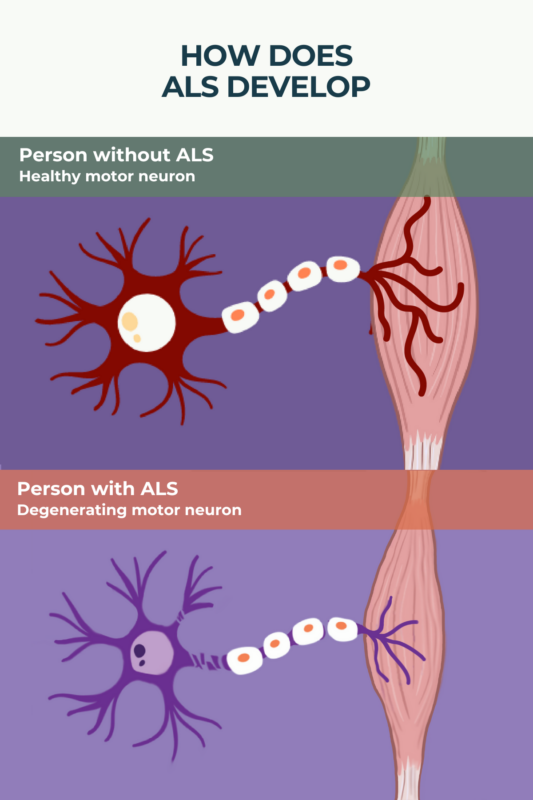 HOW DOES
ALS DEVELOP
Person without ALS
Healthy motor neuron
Person with ALS
Degenerating motor neuron